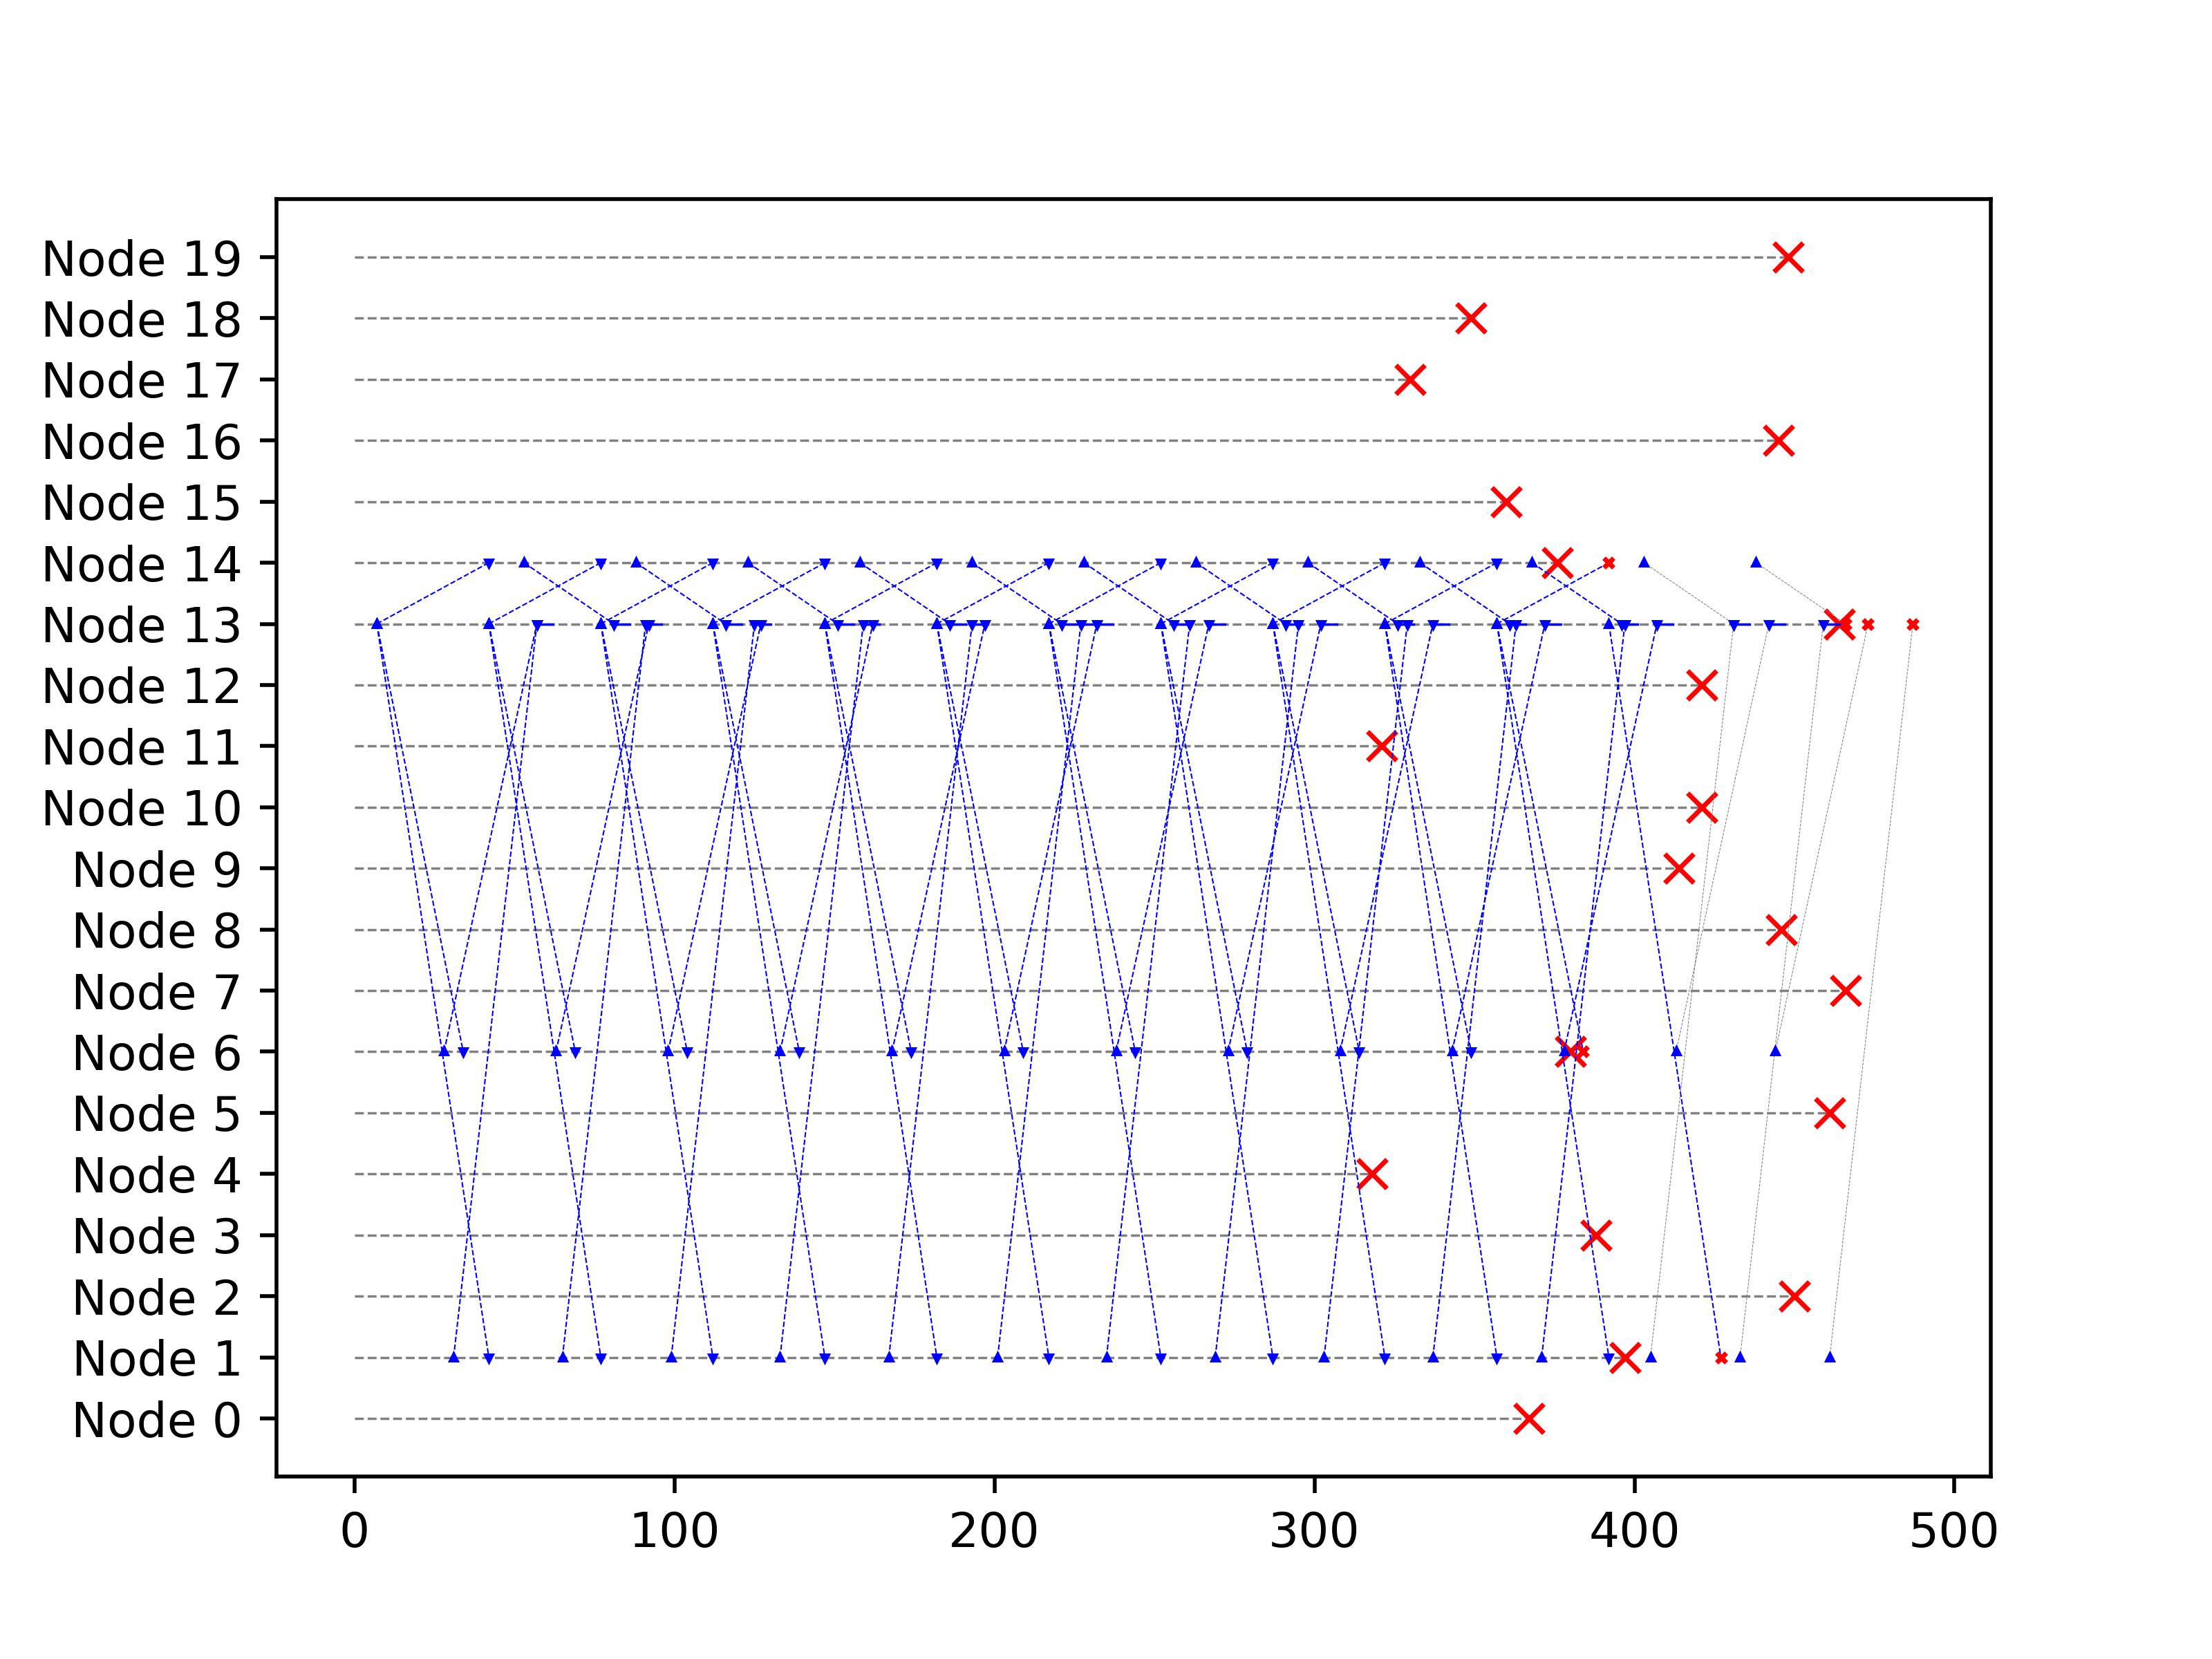 Node 19
Node 18
Node 17
Node 16
Node 15
Node 14
Node 13
Node 12
Node 11
Node 10
Node 9
Node 8
Node 7
Node 6
Node 5
Node 4
Node 3
Node 2
Node 1
Node 0
0 100 200 300 400 500